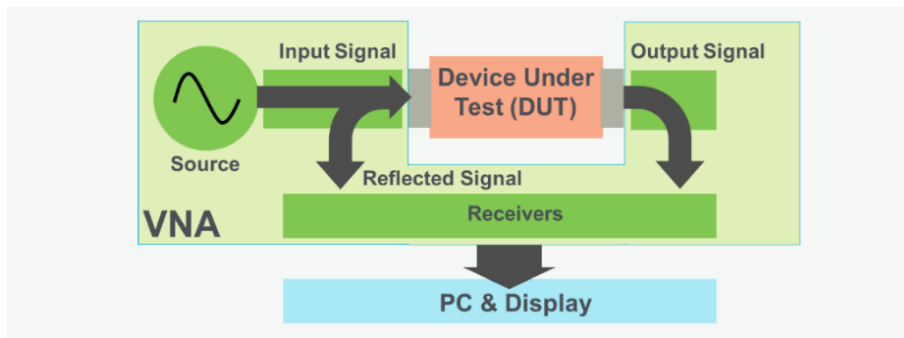 Input Signal
Device Under
Test (DUT)
Output Signal
Source
Reflected Signal
Receivers
VNA
PC & Display